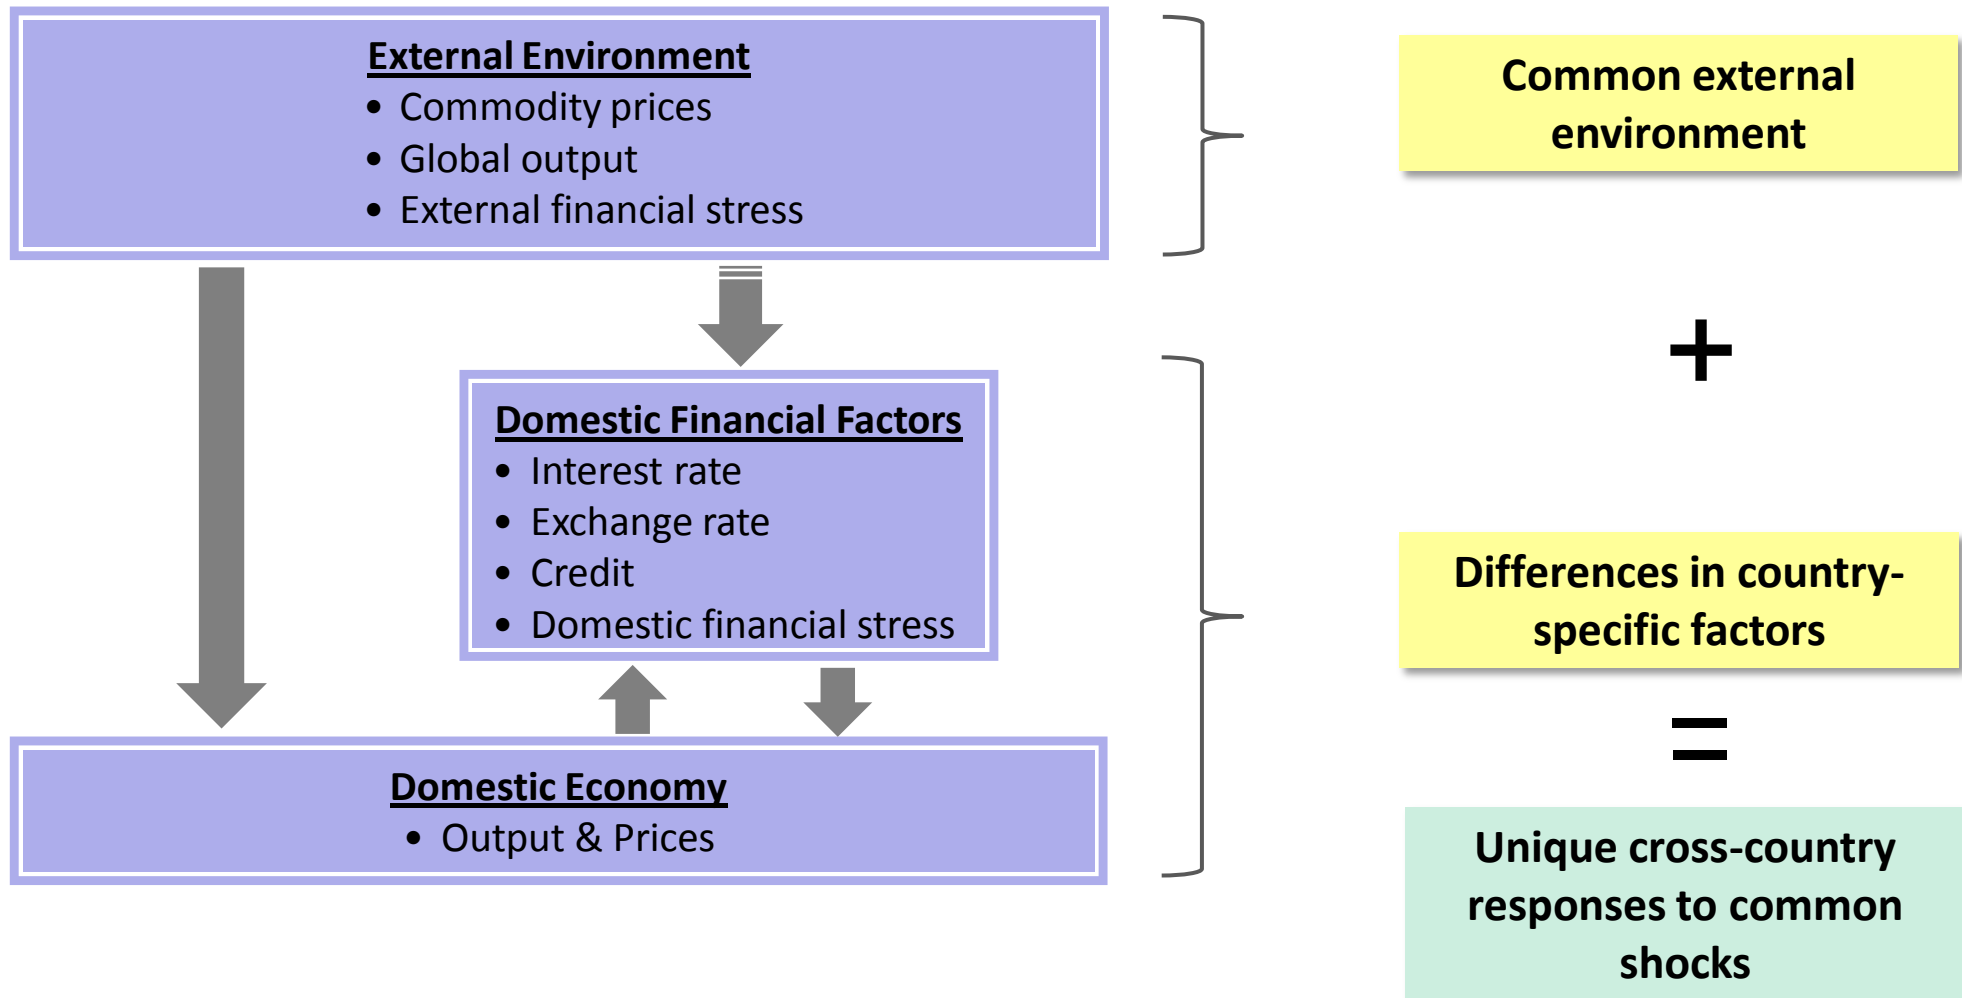 External Environment
• Commodity prices
• Global output
• External financial stress
Common external
environment
+
Domestic Financial Factors
• Interest rate
• Exchange rate
• Credit
• Domestic financial stress
Differences in country-
specific factors
=
Domestic Economy
• Output & Prices
Unique cross-country
responses to common
shocks